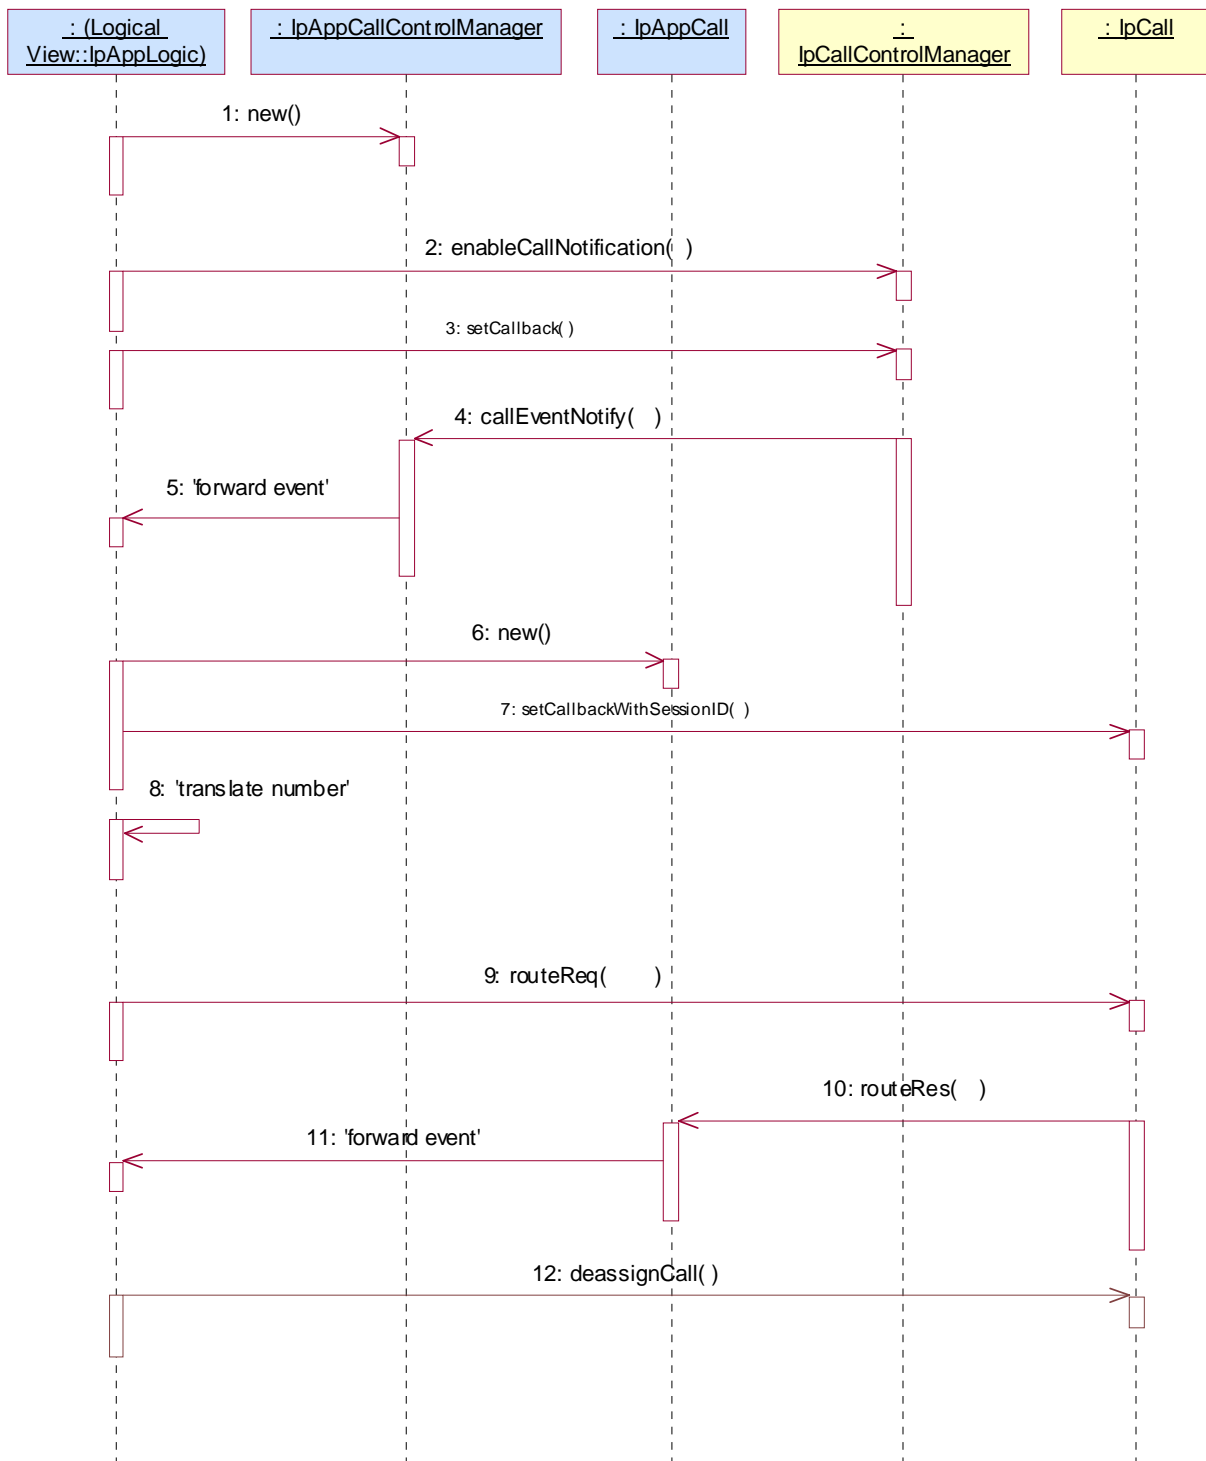 : (Logical
View::IpAppLogic)
: IpAppCallControlManager
: IpAppCall
:
IpCallControlManager
: IpCall
1: new()
2: enableCallNotification( )
3: setCallback( )
4: callEventNotify( )
5: 'forward event'
6: new()
7: setCallbackWithSessionID( )
8: 'translate number'
9: routeReq( )
10: routeRes( )
11: 'forward event'
12: deassignCall( )